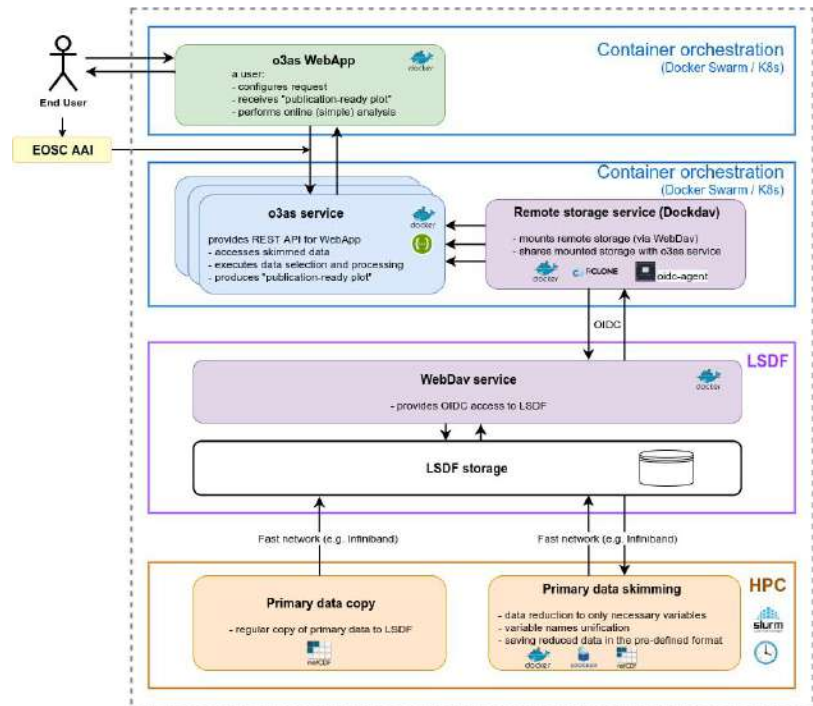 Container orchestration
(Docker Swarm / K8s)
o3as WebApp
docker
a user:
- configures request
- receives "publication-ready plot"
- performs online (simple) analysis
End User
EOSC AAI
Container orchestration
(Docker Swarm / K8s)
o3as service
docker
provides REST API for WebApp
- accesses skimmed data
- executes data selection and processing
- produces "publication-ready plot"
Remote storage service (Dockdav)
- mounts remote storage (via WebDav)
- shares mounted storage with o3as service
docker
RCLONE
oidc-agent
OIDC
LSDF
WebDav service
docker
- provides OIDC access to LSDF
LSDF storage
Fast network (e.g. Infiniband)
Fast network (e.g. Infiniband)
HPC
Primary data copy
- regular copy of primary data to LSDF
netCDF
Primary data skimming
- data reduction to only necessary variables
- variable names unification
- saving reduced data in the pre-defined format
docker
netCDF
slurm